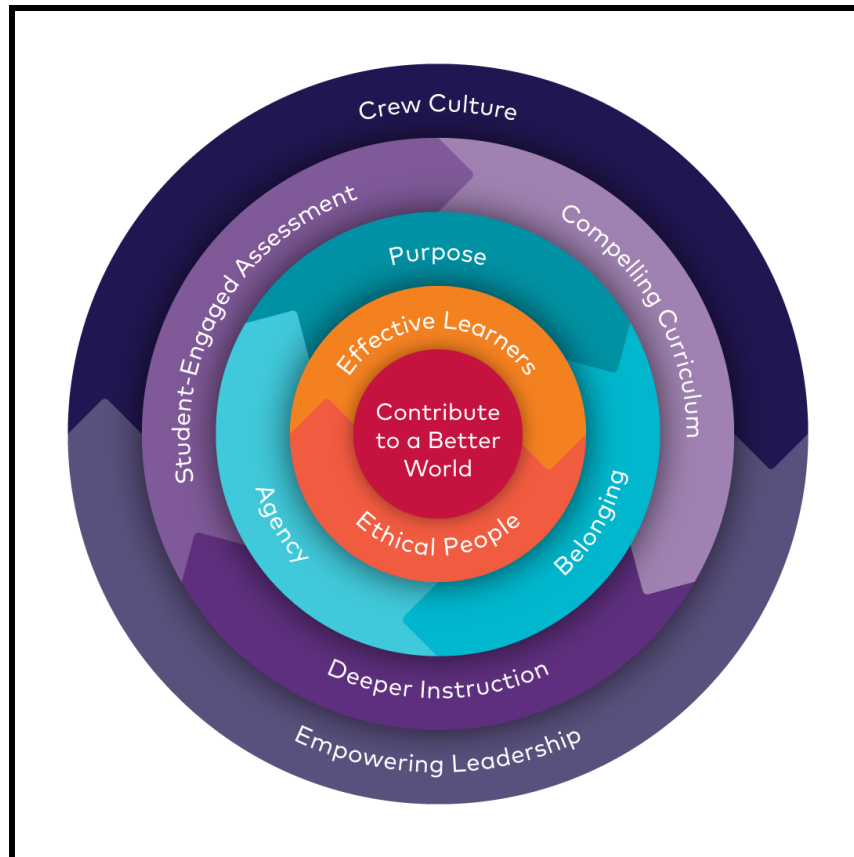 Crew Culture
Student-Engaged Assessment
Compelling Curriculum
Purpose
Effective Learners
Contribute
to a Better
World
Ethical People
Agency
Belonging
Deeper Instruction
Empowering Leadership